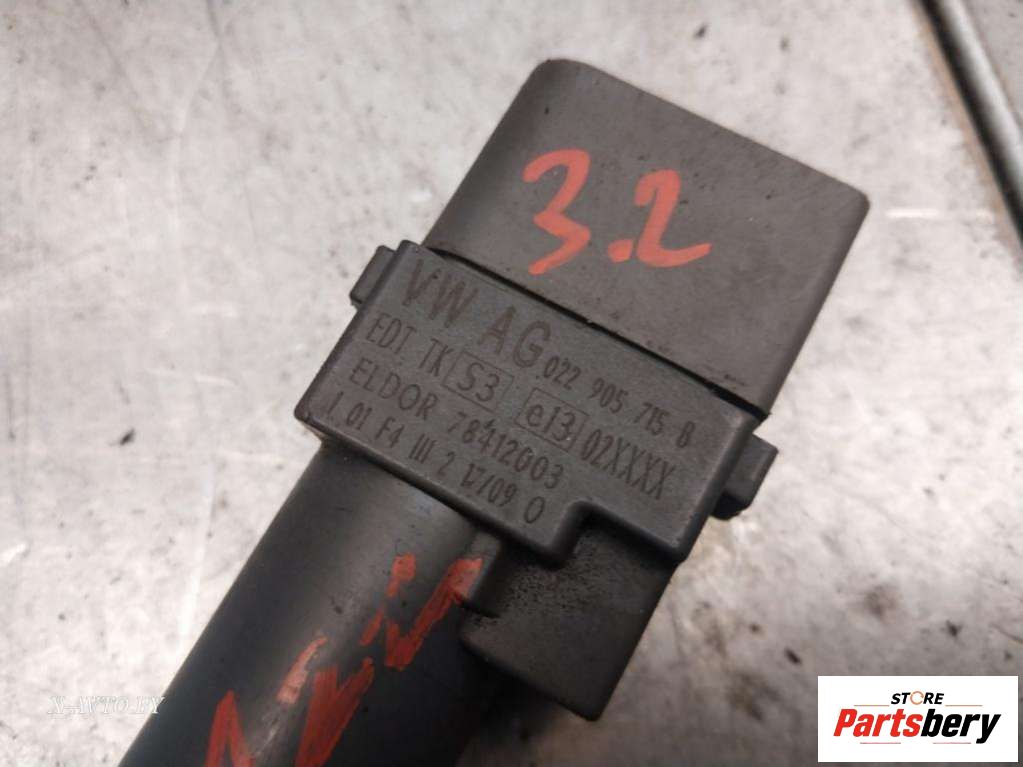 3.2
VW AG 022 905 715 B
EDT TK S3 e13 02XXXX
ELDOR 78412003
1 01 F4 III 2 17/09 0
X-AVTO.BY
STORE
Partsbery